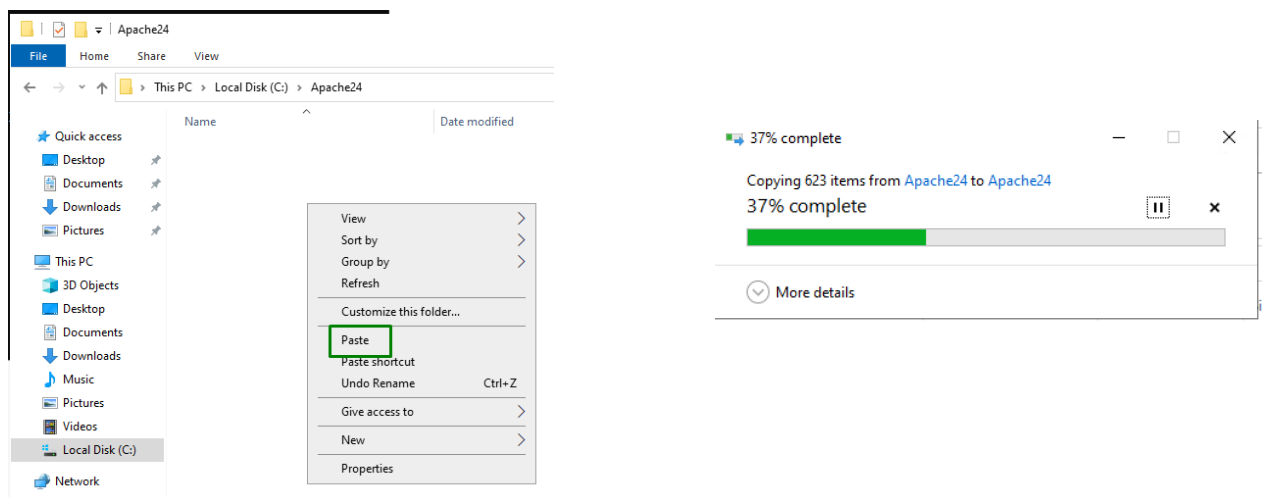 Apache24
File Home Share View
This PC > Local Disk (C:) > Apache24
Name Date modified
Quick access
Desktop
Documents
Downloads
Pictures
This PC
3D Objects
Desktop
Documents
Downloads
Music
Pictures
Videos
Local Disk (C:)
Network
View
Sort by
Group by
Refresh
Customize this folder...
Paste
Paste shortcut
Undo Rename Ctrl+Z
Give access to
New
Properties
37% complete
Copying 623 items from Apache24 to Apache24
37% complete
More details